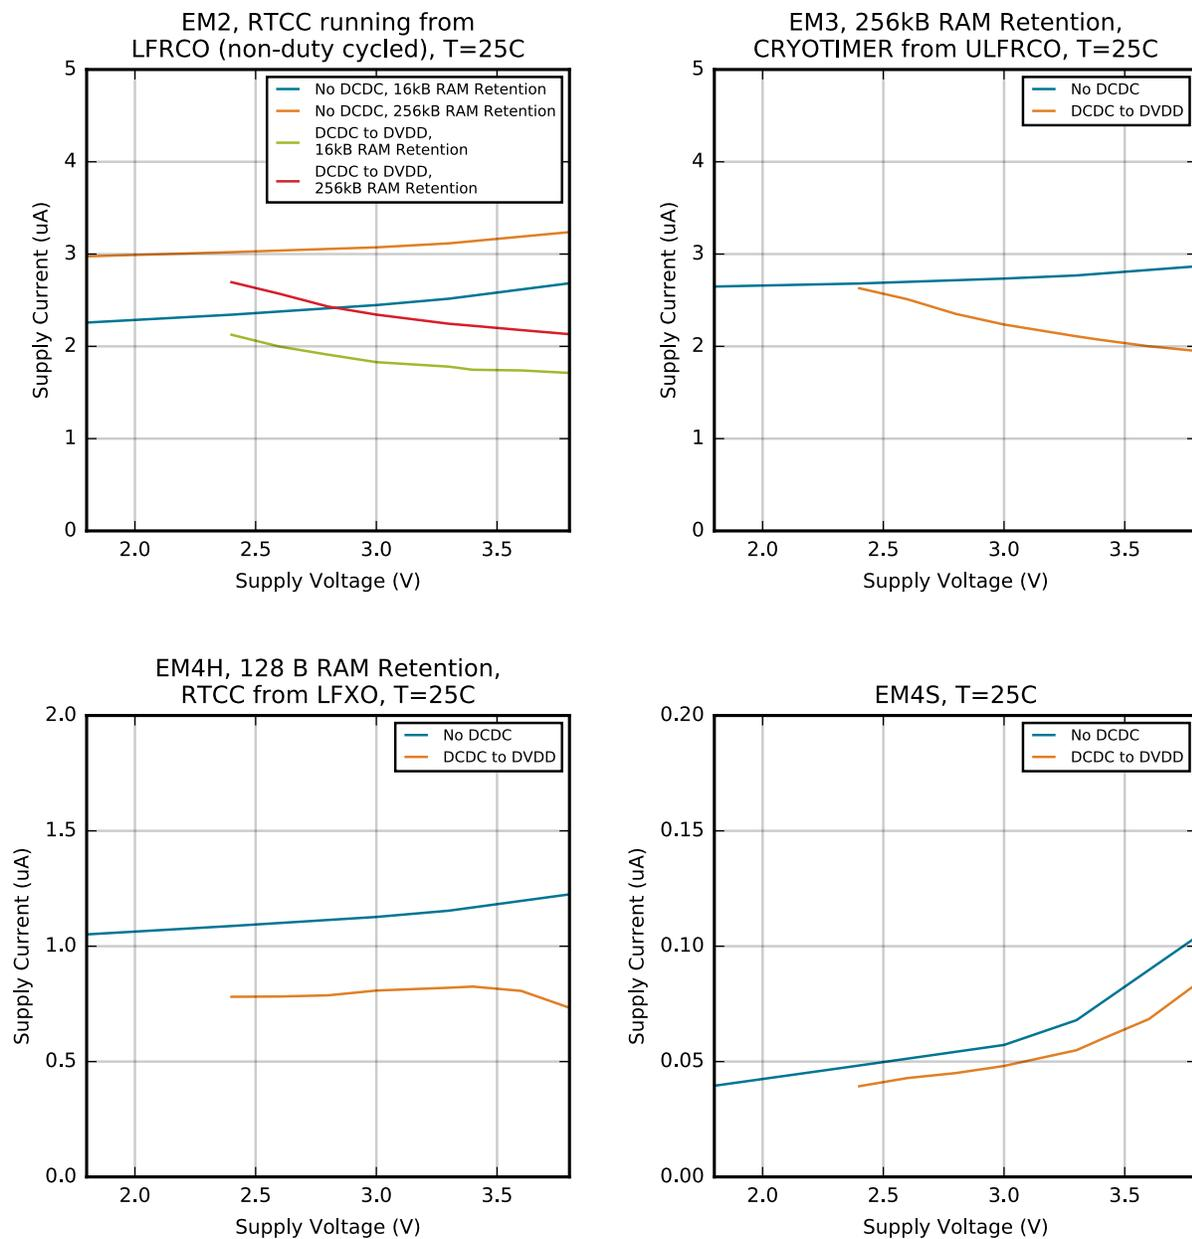 EM2, RTCC running from
LFRCO (non-duty cycled), T=25C
5
4
3
2
1
0
Supply Current (uA)
No DCDC, 16kB RAM Retention
No DCDC, 256kB RAM Retention
DCDC to DVDD,
16kB RAM Retention
DCDC to DVDD,
256kB RAM Retention
2.0 2.5 3.0 3.5
Supply Voltage (V)
EM3, 256kB RAM Retention,
CRYOTIMER from ULFRCO, T=25C
5
4
3
2
1
0
Supply Current (uA)
No DCDC
DCDC to DVDD
2.0 2.5 3.0 3.5
Supply Voltage (V)
EM4H, 128 B RAM Retention,
RTCC from LFXO, T=25C
2.0
1.5
1.0
0.5
0.0
Supply Current (uA)
No DCDC
DCDC to DVDD
2.0 2.5 3.0 3.5
Supply Voltage (V)
EM4S, T=25C
0.20
0.15
0.10
0.05
0.00
Supply Current (uA)
No DCDC
DCDC to DVDD
2.0 2.5 3.0 3.5
Supply Voltage (V)